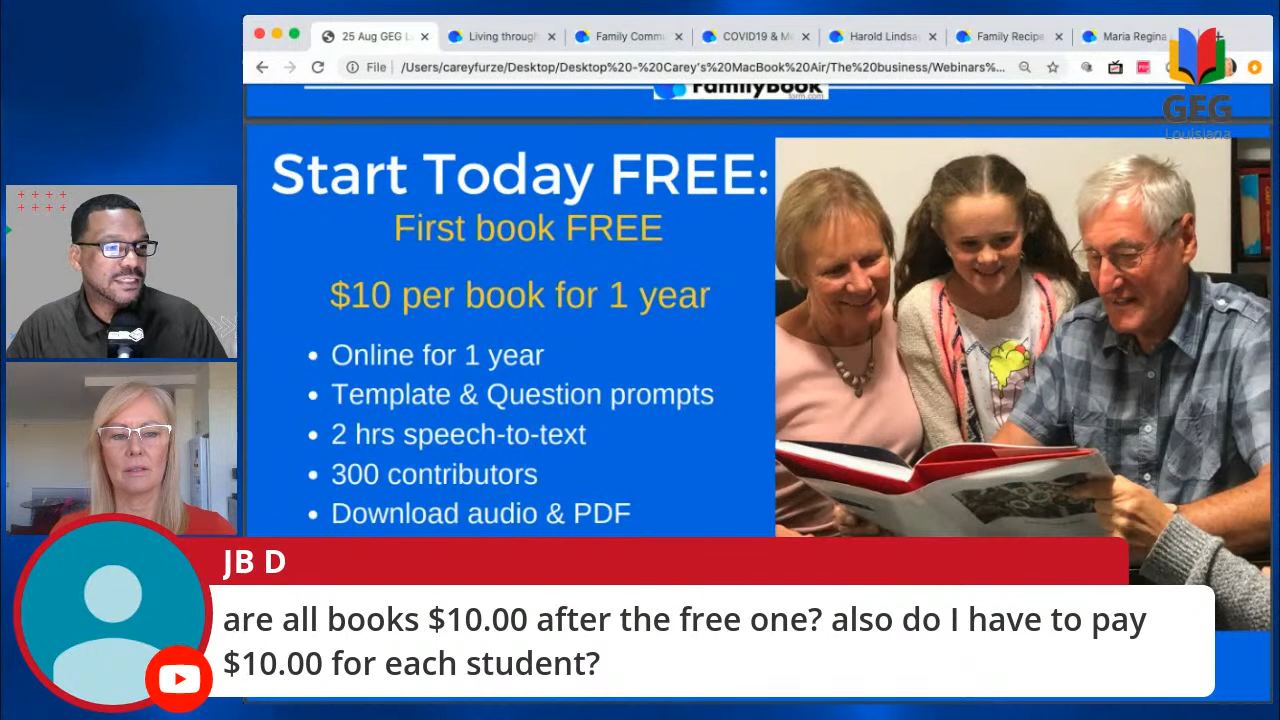 25 Aug GEG L
Living through
Family Comm
COVID19 & M
Harold Lindsa
Family Recipe
Maria Regina
File
/Users/careyfurze/Desktop/Desktop%20-%20Carey's%20MacBook%20Air/The%20business/Webinars%...
GEG
Louisiana
FamilyBook
form.com
Start Today FREE:
First book FREE
$10 per book for 1 year
• Online for 1 year
• Template & Question prompts
• 2 hrs speech-to-text
• 300 contributors
• Download audio & PDF
JB D
are all books $10.00 after the free one? also do I have to pay
$10.00 for each student?